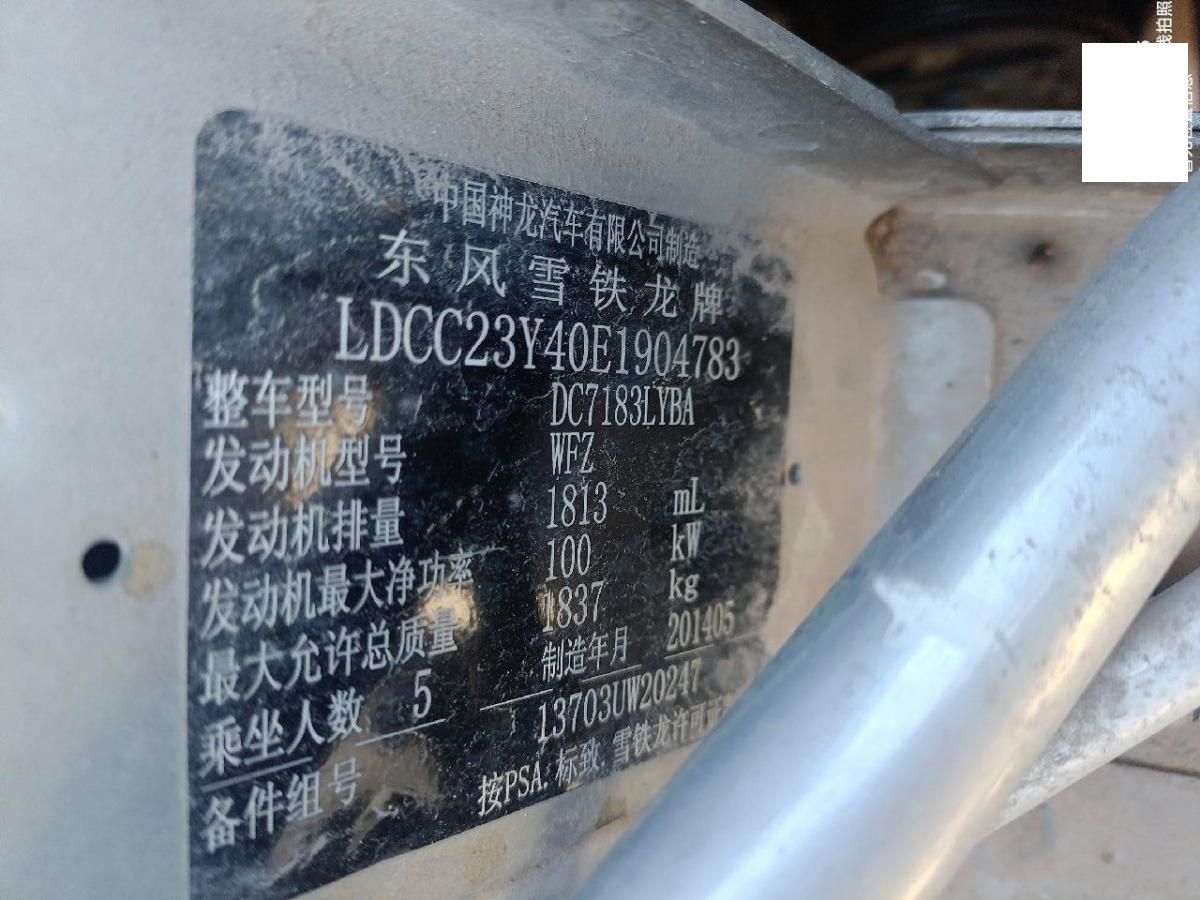 中国神龙汽车有限公司制造
东风雪铁龙牌
LDCC23Y40E1904783
整车型号 DC7183LYBA
发动机型号 WFZ
发动机排量 1813 mL
发动机最大净功率 100 kW
最大允许总质量 1837 kg
乘坐人数 5 制造年月 201405
备件组号 13703UW20247
按PSA.标致.雪铁龙许可证